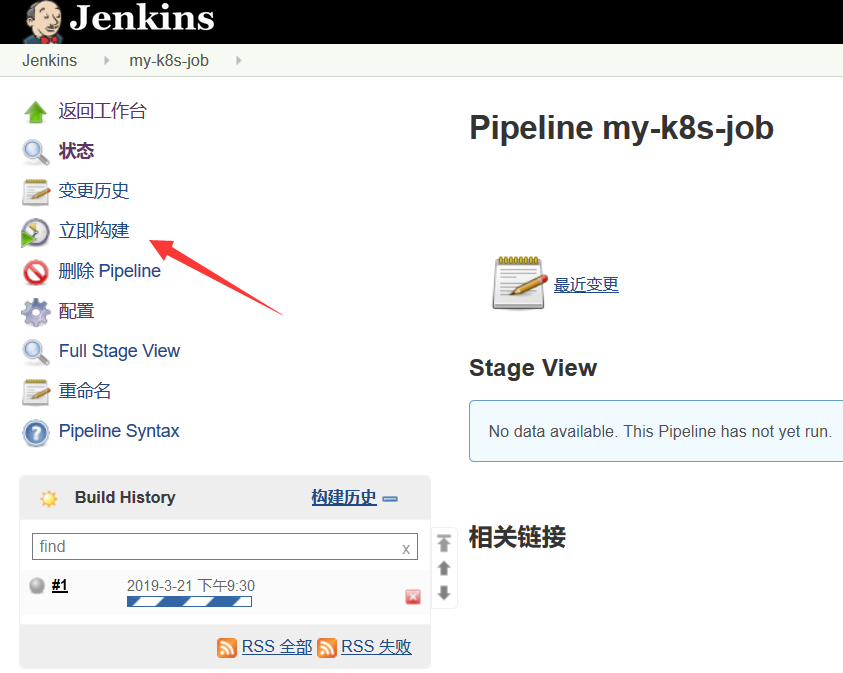 Jenkins
Jenkins my-k8s-job
返回工作台
状态
变更历史
立即构建
删除 Pipeline
配置
Full Stage View
重命名
Pipeline Syntax
Build History 构建历史
find x
#1 2019-3-21 下午9:30
RSS 全部 RSS 失败
Pipeline my-k8s-job
最近变更
Stage View
No data available. This Pipeline has not yet run.
相关链接